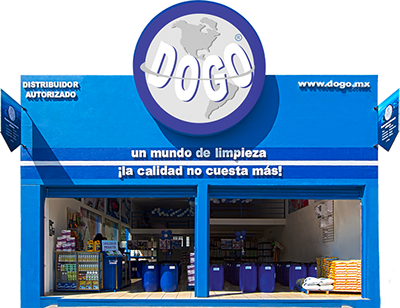 DOGO®
DISTRIBUIDOR
AUTORIZADO
www.dogo.mx
un mundo de limpieza
¡la calidad no cuesta más!